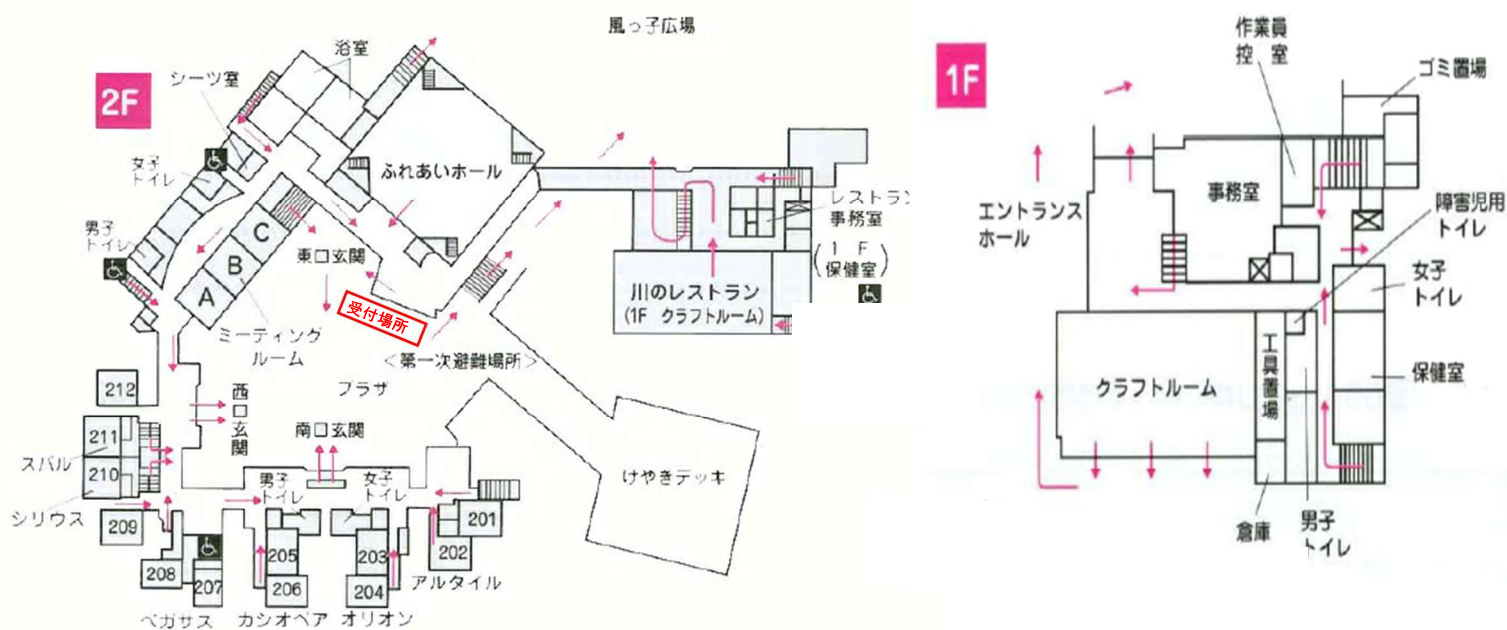 風っ子広場
2F
浴室
シーツ室
女子
トイレ
男子
トイレ
ふれあいホール
C
B
A
ミーティング
ルーム
東口玄関
受付場所
<第一次避難場所>
プラザ
レストラン
事務室
(1 F
保健室)
川のレストラン
(1F クラフトルーム)
212
211
スバル
210
シリウス
209
208
207
ペガサス
西口玄関
南口玄関
男子
トイレ
女子
トイレ
205
206
カシオペア
203
204
オリオン
201
202
アルタイル
けやきデッキ
1F
作業員
控 室
ゴミ置場
事務室
エントランス
ホール
障害児用
トイレ
女子
トイレ
保健室
クラフトルーム
工具置場
倉庫
男子
トイレ